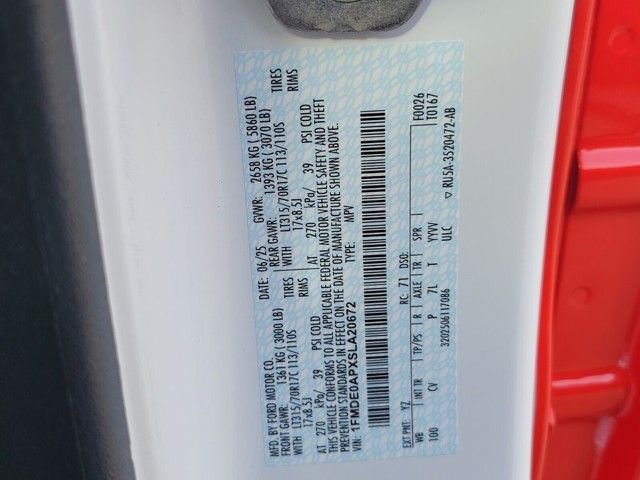 MFD. BY FORD MOTOR CO. DATE: 06/25 GVWR: 2658 KG ( 5860 LB)
FRONT GAWR: 1361 KG ( 3000 LB) REAR GAWR: 1393 KG ( 3070 LB)
WITH LT315/70R17C 113/110S TIRES WITH LT315/70R17C 113/110S TIRES
17x8.5J RIMS 17x8.5J RIMS
AT 270 kPa/ 39 PSI COLD AT 270 kPa/ 39 PSI COLD
THIS VEHICLE CONFORMS TO ALL APPLICABLE FEDERAL MOTOR VEHICLE SAFETY AND THEFT
PREVENTION STANDARDS IN EFFECT ON THE DATE OF MANUFACTURE SHOWN ABOVE.
VIN: 1FMDE0APXSLA20672 TYPE: MPV
F0026
T0167
EXT PNT: YZ RC: 71 DSO:
WB INT TR TP/PS R AXLE TR SPR
100 CV P 7L T YYVV
3202506117086 ULC
RU5A-3520472-AB